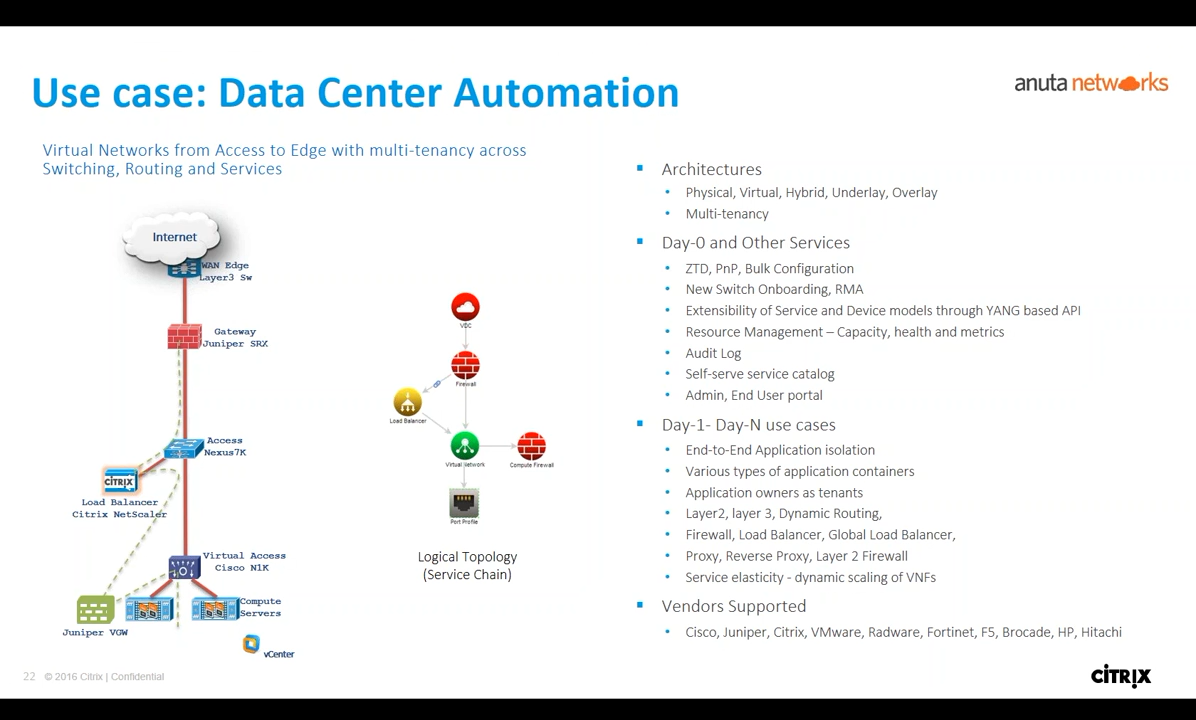 Use case: Data Center Automation
anuta networks
Virtual Networks from Access to Edge with multi-tenancy across
Switching, Routing and Services
Internet
WAN Edge
Layer3 Sw
Gateway
Juniper SRX
Access
Nexus7K
CITRIX
Load Balancer
Citrix NetScaler
Virtual Access
Cisco N1K
Compute
Servers
Juniper VGW
vCenter
VDC
Firewall
Load Balancer
Virtual Network
Compute Firewall
Port Profile
Logical Topology
(Service Chain)
▪ Architectures
• Physical, Virtual, Hybrid, Underlay, Overlay
• Multi-tenancy
▪ Day-0 and Other Services
• ZTD, PnP, Bulk Configuration
• New Switch Onboarding, RMA
• Extensibility of Service and Device models through YANG based API
• Resource Management – Capacity, health and metrics
• Audit Log
• Self-serve service catalog
• Admin, End User portal
▪ Day-1- Day-N use cases
• End-to-End Application isolation
• Various types of application containers
• Application owners as tenants
• Layer2, layer 3, Dynamic Routing,
• Firewall, Load Balancer, Global Load Balancer,
• Proxy, Reverse Proxy, Layer 2 Firewall
• Service elasticity - dynamic scaling of VNFs
▪ Vendors Supported
• Cisco, Juniper, Citrix, VMware, Radware, Fortinet, F5, Brocade, HP, Hitachi
22 © 2016 Citrix | Confidential
CITRIX